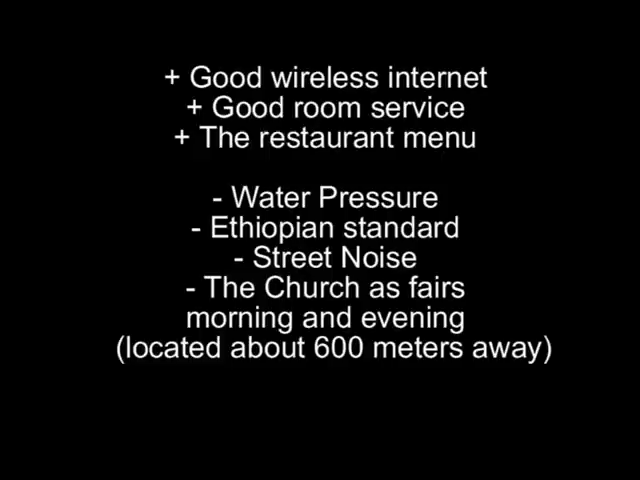 + Good wireless internet
+ Good room service
+ The restaurant menu
- Water Pressure
- Ethiopian standard
- Street Noise
- The Church as fairs
morning and evening
(located about 600 meters away)